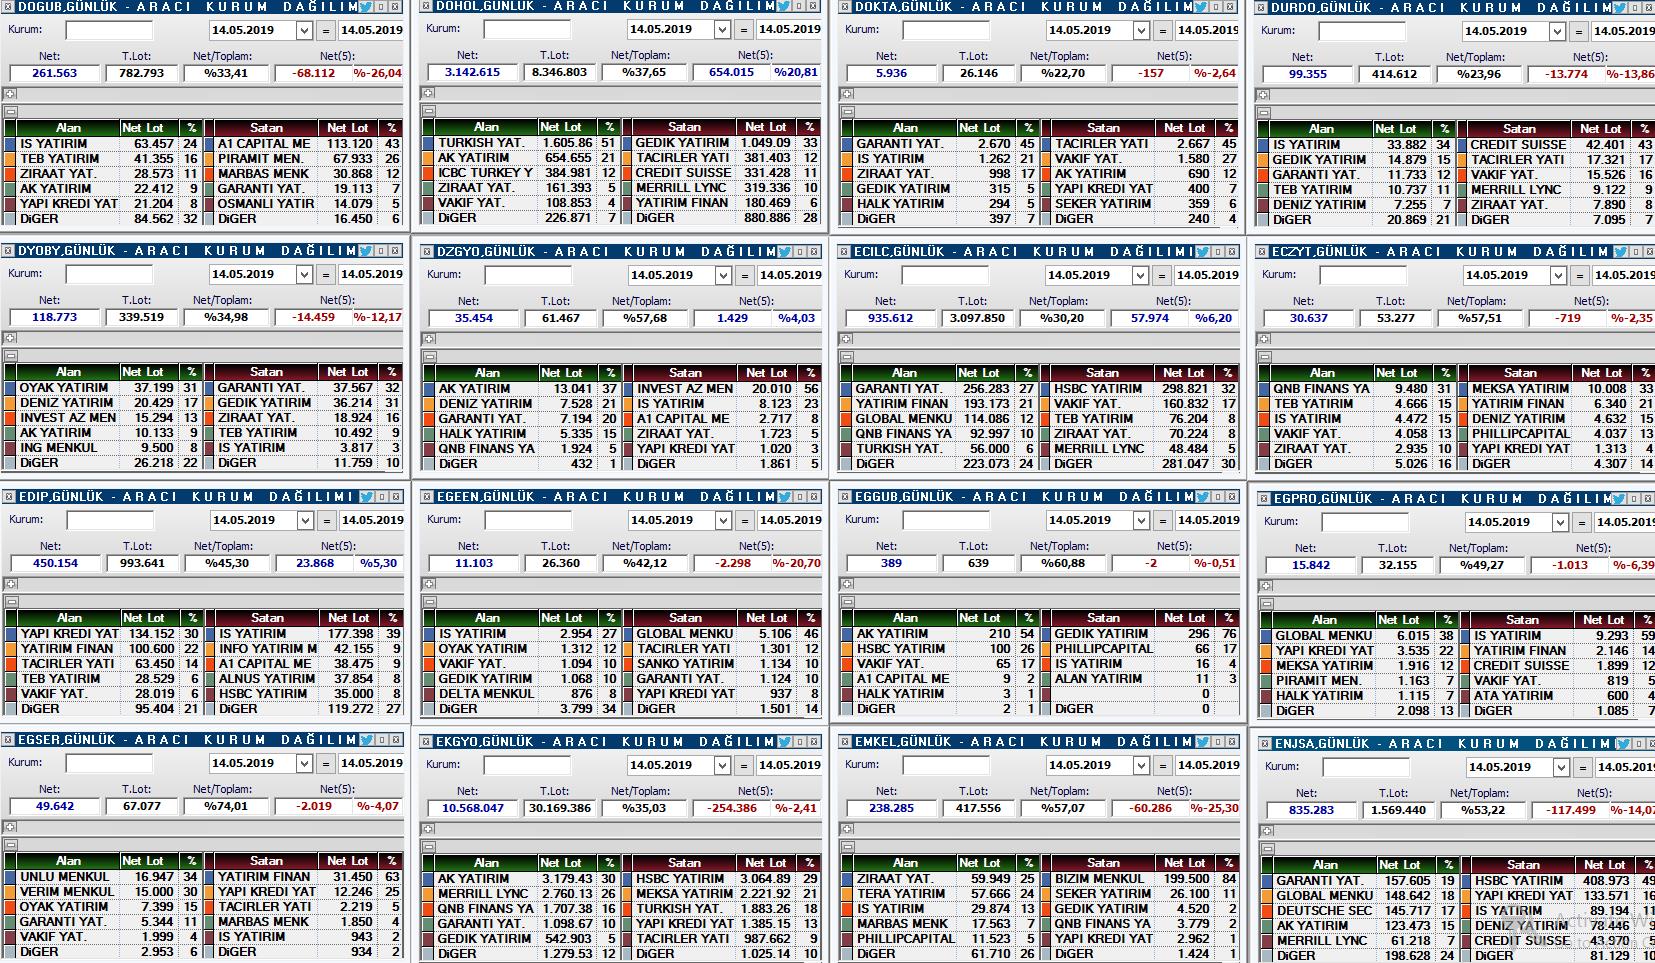 DOGUB,GÜNLÜK - ARACI KURUM DAĞILIM
Kurum: 14.05.2019 = 14.05.2019
Net: T.Lot: Net/Toplam: Net(5):
261.563 782.793 %33,41 -68.112 %-26,04
Alan Net Lot % Satan Net Lot %
IS YATIRIM 63.457 24 A1 CAPITAL ME 113.120 43
TEB YATIRIM 41.355 16 PIRAMIT MEN. 67.933 26
ZIRAAT YAT. 28.573 11 MARBAS MENK 30.868 12
AK YATIRIM 22.412 9 GARANTI YAT. 19.113 7
YAPI KREDI YAT 21.204 8 OSMANLI YATIR 14.079 5
DiGER 84.562 32 DiGER 16.450 6
DOHOL,GÜNLÜK - ARACI KURUM DAĞILIM
Kurum: 14.05.2019 = 14.05.2019
Net: T.Lot: Net/Toplam: Net(5):
3.142.615 8.346.803 %37,65 654.015 %20,81
Alan Net Lot % Satan Net Lot %
TURKISH YAT. 1.605.86 51 GEDIK YATIRIM 1.049.09 33
AK YATIRIM 654.655 21 TACIRLER YATI 381.403 12
ICBC TURKEY Y 384.981 12 CREDIT SUISSE 331.428 11
ZIRAAT YAT. 161.393 5 MERRILL LYNC 319.336 10
VAKIF YAT. 108.853 4 YATIRIM FINAN 180.469 6
DiGER 226.871 7 DiGER 880.886 28
DOKTA,GÜNLÜK - ARACI KURUM DAĞILIM
Kurum: 14.05.2019 = 14.05.2019
Net: T.Lot: Net/Toplam: Net(5):
5.936 26.146 %22,70 -157 %-2,64
Alan Net Lot % Satan Net Lot %
GARANTI YAT. 2.670 45 TACIRLER YATI 2.667 45
IS YATIRIM 1.262 21 VAKIF YAT. 1.580 27
ZIRAAT YAT. 998 17 AK YATIRIM 690 12
GEDIK YATIRIM 315 5 YAPI KREDI YAT 400 7
HALK YATIRIM 294 5 SEKER YATIRIM 359 6
DiGER 397 7 DiGER 240 4
DURDO,GÜNLÜK - ARACI KURUM DAĞILIM
Kurum: 14.05.2019 = 14.05.2019
Net: T.Lot: Net/Toplam: Net(5):
99.355 414.612 %23,96 -13.774 %-13,86
Alan Net Lot % Satan Net Lot %
IS YATIRIM 33.882 34 CREDIT SUISSE 42.401 43
GEDIK YATIRIM 14.879 15 TACIRLER YATI 17.321 17
GARANTI YAT. 11.733 12 VAKIF YAT. 15.526 16
TEB YATIRIM 10.737 11 MERRILL LYNC 9.122 9
DENIZ YATIRIM 7.255 7 ZIRAAT YAT. 7.890 8
DiGER 20.869 21 DiGER 7.095 7
DYOBY,GÜNLÜK - ARACI KURUM DAĞILIM
Kurum: 14.05.2019 = 14.05.2019
Net: T.Lot: Net/Toplam: Net(5):
118.773 339.519 %34,98 -14.459 %-12,17
Alan Net Lot % Satan Net Lot %
OYAK YATIRIM 37.199 31 GARANTI YAT. 37.567 32
DENIZ YATIRIM 20.429 17 GEDIK YATIRIM 36.214 31
INVEST AZ MEN 15.294 13 ZIRAAT YAT. 18.924 16
AK YATIRIM 10.133 9 TEB YATIRIM 10.492 9
ING MENKUL 9.500 8 IS YATIRIM 3.817 3
DiGER 26.218 22 DiGER 11.759 10
DZGYO,GÜNLÜK - ARACI KURUM DAĞILIM
Kurum: 14.05.2019 = 14.05.2019
Net: T.Lot: Net/Toplam: Net(5):
35.454 61.467 %57,68 1.429 %4,03
Alan Net Lot % Satan Net Lot %
AK YATIRIM 13.041 37 INVEST AZ MEN 20.010 56
DENIZ YATIRIM 7.528 21 IS YATIRIM 8.123 23
GARANTI YAT. 7.194 20 A1 CAPITAL ME 2.717 8
HALK YATIRIM 5.335 15 ZIRAAT YAT. 1.723 5
QNB FINANS YA 1.924 5 YAPI KREDI YAT 1.020 3
DiGER 432 1 DiGER 1.861 5
ECILC,GÜNLÜK - ARACI KURUM DAĞILIM
Kurum: 14.05.2019 = 14.05.2019
Net: T.Lot: Net/Toplam: Net(5):
935.612 3.097.850 %30,20 57.974 %6,20
Alan Net Lot % Satan Net Lot %
GARANTI YAT. 256.283 27 HSBC YATIRIM 298.821 32
YATIRIM FINAN 193.173 21 VAKIF YAT. 160.832 17
GLOBAL MENKU 114.086 12 TEB YATIRIM 76.204 8
QNB FINANS YA 92.997 10 ZIRAAT YAT. 70.224 8
TURKISH YAT. 56.000 6 MERRILL LYNC 48.484 5
DiGER 223.073 24 DiGER 281.047 30
ECZYT,GÜNLÜK - ARACI KURUM DAĞILIM
Kurum: 14.05.2019 = 14.05.2019
Net: T.Lot: Net/Toplam: Net(5):
30.637 53.277 %57,51 -719 %-2,35
Alan Net Lot % Satan Net Lot %
QNB FINANS YA 9.480 31 MEKSA YATIRIM 10.008 33
TEB YATIRIM 4.666 15 YATIRIM FINAN 6.340 21
IS YATIRIM 4.472 15 DENIZ YATIRIM 4.632 15
VAKIF YAT. 4.058 13 PHILLIPCAPITAL 4.037 13
ZIRAAT YAT. 2.935 10 YAPI KREDI YAT 1.313 4
DiGER 5.026 16 DiGER 4.307 14
EDIP,GÜNLÜK - ARACI KURUM DAĞILIMI
Kurum: 14.05.2019 = 14.05.2019
Net: T.Lot: Net/Toplam: Net(5):
450.154 993.641 %45,30 23.868 %5,30
Alan Net Lot % Satan Net Lot %
YAPI KREDI YAT 134.152 30 IS YATIRIM 177.398 39
YATIRIM FINAN 100.600 22 INFO YATIRIM M 42.155 9
TACIRLER YATI 63.450 14 A1 CAPITAL ME 38.475 9
TEB YATIRIM 28.529 6 ALNUS YATIRIM 37.854 8
VAKIF YAT. 28.019 6 HSBC YATIRIM 35.000 8
DiGER 95.404 21 DiGER 119.272 27
EGEEN,GÜNLÜK - ARACI KURUM DAĞILIM
Kurum: 14.05.2019 = 14.05.2019
Net: T.Lot: Net/Toplam: Net(5):
11.103 26.360 %42,12 -2.298 %-20,70
Alan Net Lot % Satan Net Lot %
IS YATIRIM 2.954 27 GLOBAL MENKU 5.106 46
OYAK YATIRIM 1.312 12 TACIRLER YATI 1.301 12
VAKIF YAT. 1.094 10 SANKO YATIRIM 1.134 10
GEDIK YATIRIM 1.068 10 GARANTI YAT. 1.124 10
DELTA MENKUL 876 8 YAPI KREDI YAT 937 8
DiGER 3.799 34 DiGER 1.501 14
EGGUB,GÜNLÜK - ARACI KURUM DAĞILIM
Kurum: 14.05.2019 = 14.05.2019
Net: T.Lot: Net/Toplam: Net(5):
389 639 %60,88 -2 %-0,51
Alan Net Lot % Satan Net Lot %
AK YATIRIM 210 54 GEDIK YATIRIM 296 76
HSBC YATIRIM 100 26 PHILLIPCAPITAL 66 17
VAKIF YAT. 65 17 IS YATIRIM 16 4
A1 CAPITAL ME 9 2 ALAN YATIRIM 11 3
HALK YATIRIM 3 1 0
DiGER 2 1 DiGER 0
EGPRO,GÜNLÜK - ARACI KURUM DAĞILIM
Kurum: 14.05.2019 = 14.05.2019
Net: T.Lot: Net/Toplam: Net(5):
15.842 32.155 %49,27 -1.013 %-6,39
Alan Net Lot % Satan Net Lot %
GLOBAL MENKU 6.015 38 IS YATIRIM 9.293 59
YAPI KREDI YAT 3.535 22 YATIRIM FINAN 2.146 14
MEKSA YATIRIM 1.916 12 CREDIT SUISSE 1.899 12
PIRAMIT MEN. 1.163 7 VAKIF YAT. 819 5
HALK YATIRIM 1.115 7 ATA YATIRIM 600 4
DiGER 2.098 13 DiGER 1.085 7
EGSER,GÜNLÜK - ARACI KURUM DAĞILIM
Kurum: 14.05.2019 = 14.05.2019
Net: T.Lot: Net/Toplam: Net(5):
49.642 67.077 %74,01 -2.019 %-4,07
Alan Net Lot % Satan Net Lot %
UNLU MENKUL 16.947 34 YATIRIM FINAN 31.450 63
VERIM MENKUL 15.000 30 YAPI KREDI YAT 12.246 25
OYAK YATIRIM 7.399 15 TACIRLER YATI 2.219 5
GARANTI YAT. 5.344 11 MARBAS MENK 1.850 4
VAKIF YAT. 1.999 4 IS YATIRIM 943 2
DiGER 2.953 6 DiGER 934 2
EKGYO,GÜNLÜK - ARACI KURUM DAĞILIM
Kurum: 14.05.2019 = 14.05.2019
Net: T.Lot: Net/Toplam: Net(5):
10.568.047 30.169.386 %35,03 -254.386 %-2,41
Alan Net Lot % Satan Net Lot %
AK YATIRIM 3.179.43 30 HSBC YATIRIM 3.064.89 29
MERRILL LYNC 2.760.13 26 MEKSA YATIRIM 2.221.92 21
QNB FINANS YA 1.707.38 16 TURKISH YAT. 1.883.26 18
GARANTI YAT. 1.098.67 10 YAPI KREDI YAT 1.385.15 13
GEDIK YATIRIM 542.903 5 TACIRLER YATI 987.662 9
DiGER 1.279.53 12 DiGER 1.025.14 10
EMKEL,GÜNLÜK - ARACI KURUM DAĞILIM
Kurum: 14.05.2019 = 14.05.2019
Net: T.Lot: Net/Toplam: Net(5):
238.285 417.556 %57,07 -60.286 %-25,30
Alan Net Lot % Satan Net Lot %
ZIRAAT YAT. 59.949 25 BIZIM MENKUL 199.500 84
TERA YATIRIM 57.666 24 SEKER YATIRIM 26.100 11
IS YATIRIM 29.874 13 GEDIK YATIRIM 4.520 2
MARBAS MENK 17.563 7 QNB FINANS YA 3.779 2
PHILLIPCAPITAL 11.523 5 YAPI KREDI YAT 2.962 1
DiGER 61.710 26 DiGER 1.424 1
ENJSA,GÜNLÜK - ARACI KURUM DAĞILIM
Kurum: 14.05.2019 = 14.05.2019
Net: T.Lot: Net/Toplam: Net(5):
835.283 1.569.440 %53,22 -117.499 %-14,07
Alan Net Lot % Satan Net Lot %
GARANTI YAT. 157.605 19 HSBC YATIRIM 408.973 49
GLOBAL MENKU 148.642 18 YAPI KREDI YAT 133.571 16
DEUTSCHE SEC 145.717 17 IS YATIRIM 89.194 11
AK YATIRIM 123.473 15 DENIZ YATIRIM 78.446 9
MERRILL LYNC 61.218 7 CREDIT SUISSE 43.970 5
DiGER 198.628 24 DiGER 81.129 10